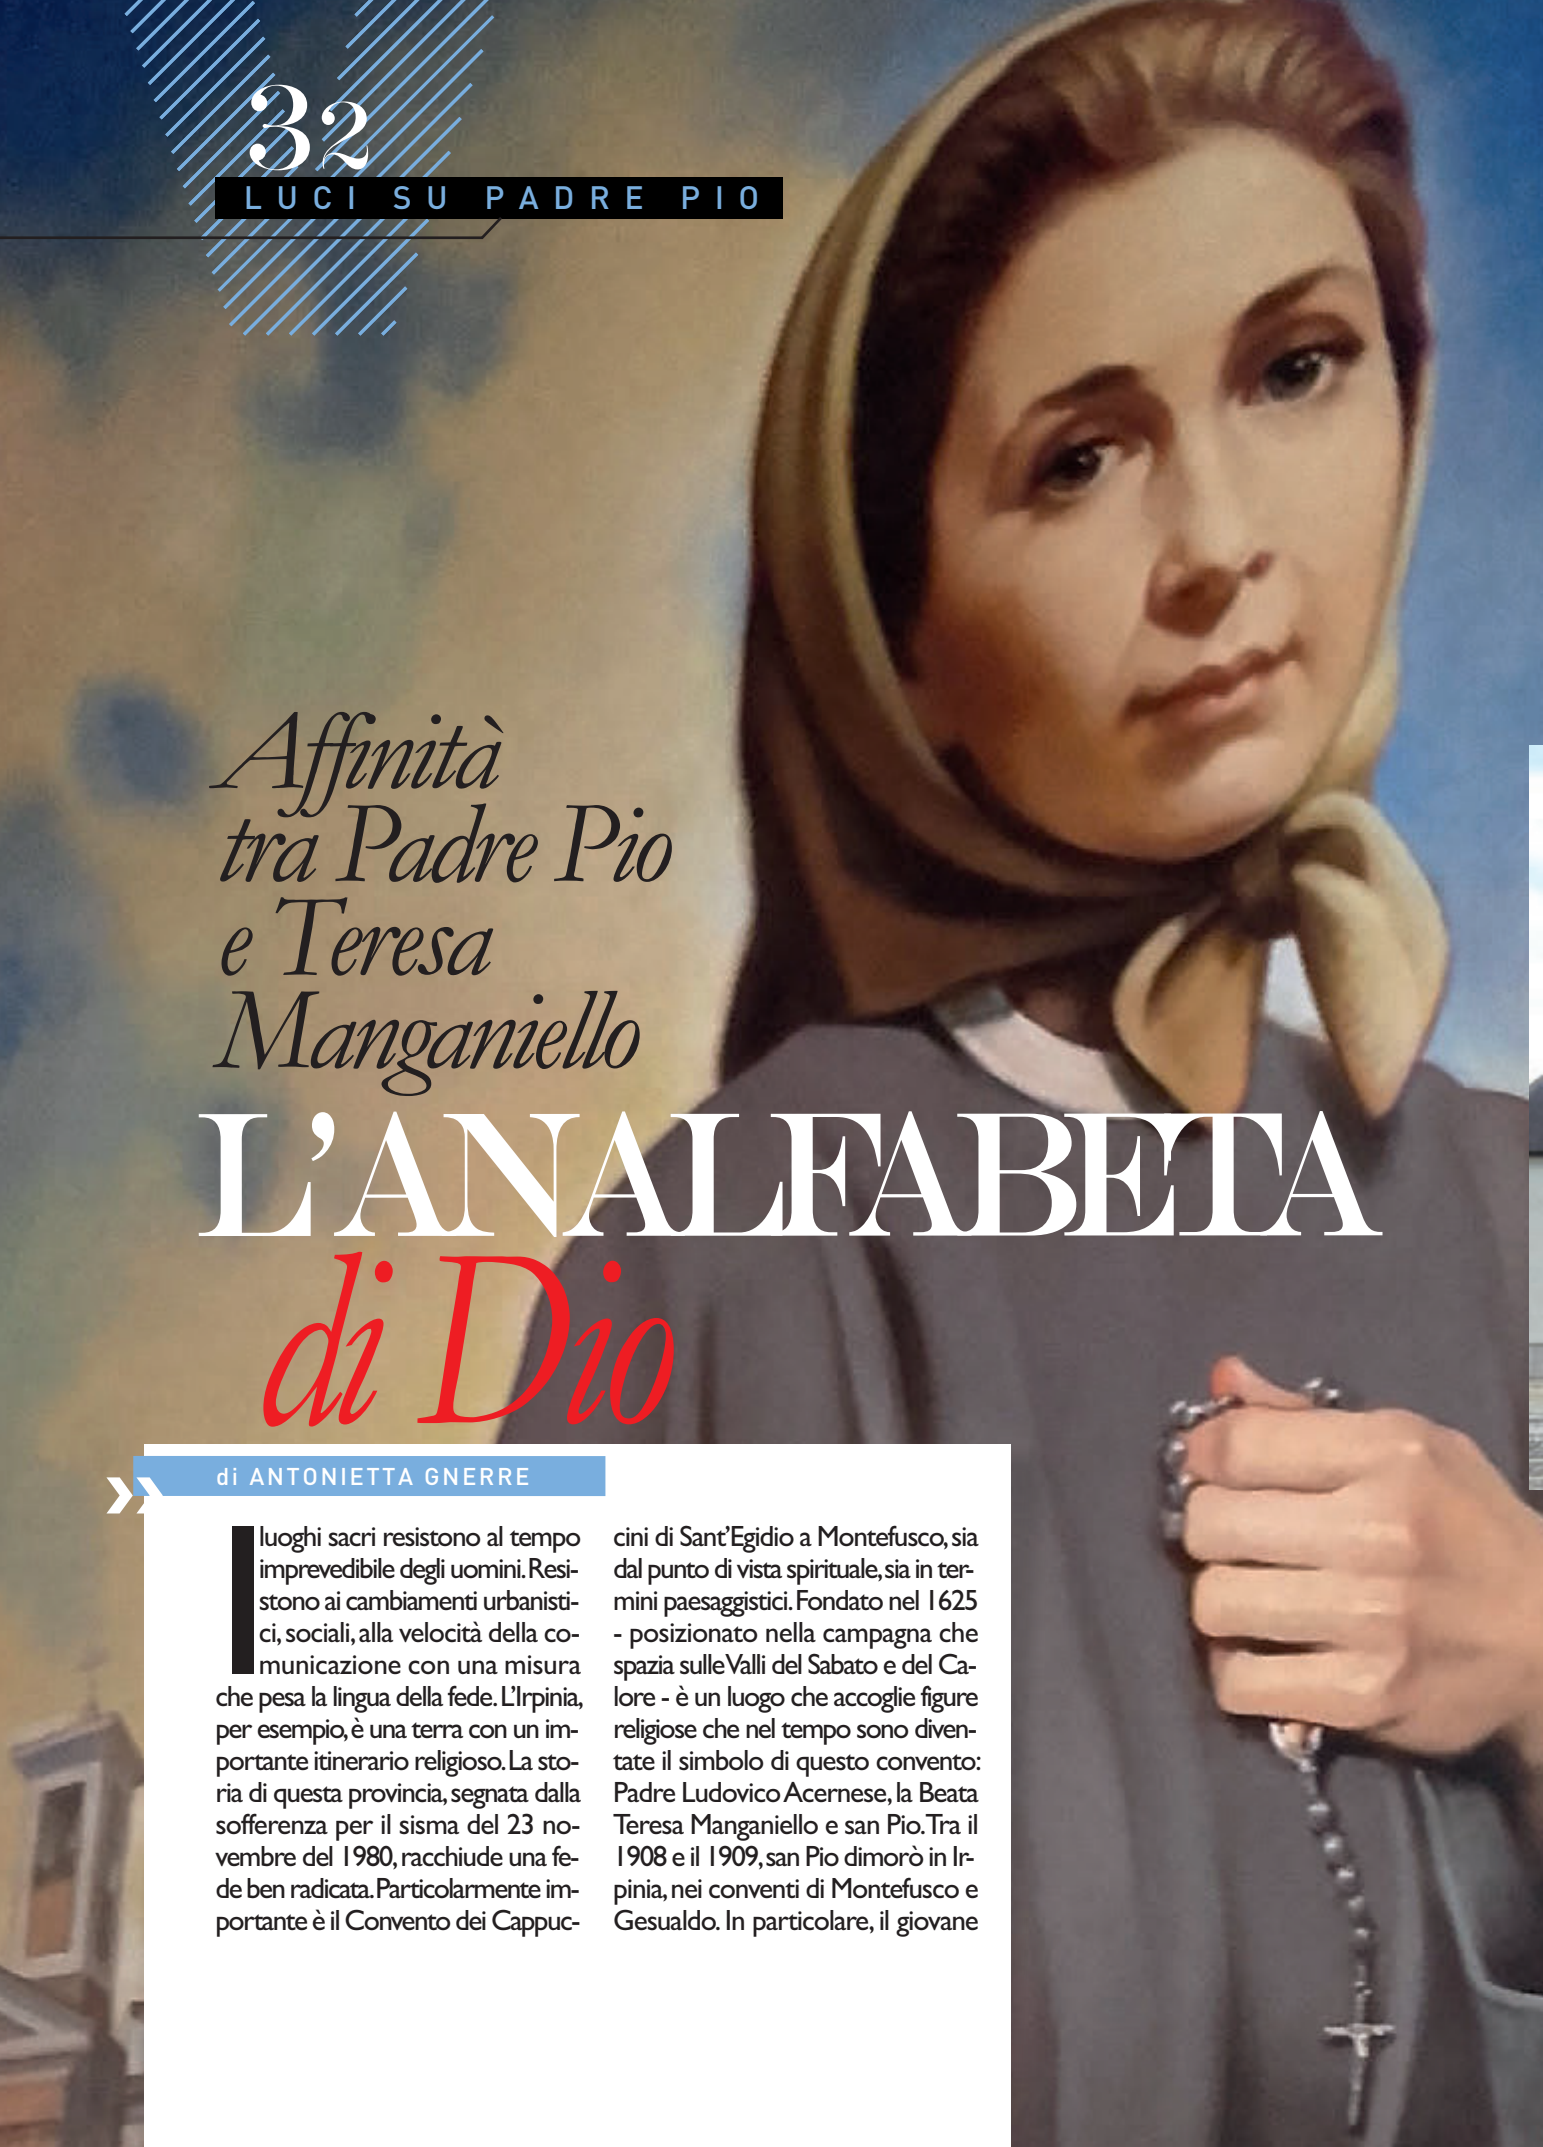 32
LUCI SU PADRE PIO
Affinità
tra Padre Pio
e Teresa
Manganiello
L’ANALFABETA
di Dio
di ANTONIETTA GNERRE
I luoghi sacri resistono al tempo
imprevedibile degli uomini. Resi-
stono ai cambiamenti urbanisti-
ci, sociali, alla velocità della co-
municazione con una misura
che pesa la lingua della fede. L’Irpinia,
per esempio, è una terra con un im-
portante itinerario religioso. La sto-
ria di questa provincia, segnata dalla
sofferenza per il sisma del 23 no-
vembre del 1980, racchiude una fe-
de ben radicata. Particolarmente im-
portante è il Convento dei Cappuc-
cini di Sant’Egidio a Montefusco, sia
dal punto di vista spirituale, sia in ter-
mini paesaggistici. Fondato nel 1625
- posizionato nella campagna che
spazia sulle Valli del Sabato e del Ca-
lore - è un luogo che accoglie figure
religiose che nel tempo sono diven-
tate il simbolo di questo convento:
Padre Ludovico Acernese, la Beata
Teresa Manganiello e san Pio. Tra il
1908 e il 1909, san Pio dimorò in Ir-
pinia, nei conventi di Montefusco e
Gesualdo. In particolare, il giovane